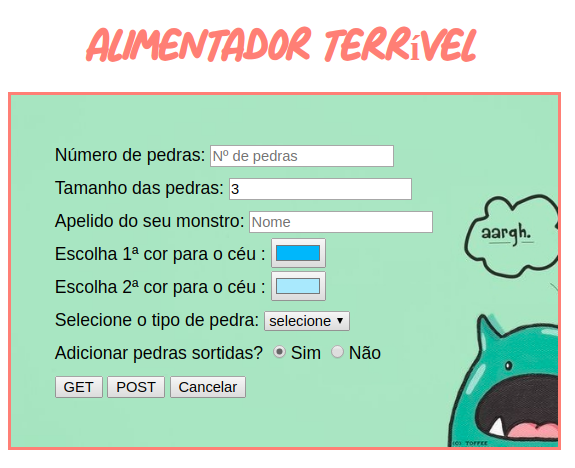 ALIMENTADOR TERRíVEL
Número de pedras: Nº de pedras
Tamanho das pedras: 3
Apelido do seu monstro: Nome
aargh.
Escolha 1ª cor para o céu :
Escolha 2ª cor para o céu :
Selecione o tipo de pedra: selecione
Adicionar pedras sortidas? Sim Não
GET POST Cancelar
(C) TOFFEE